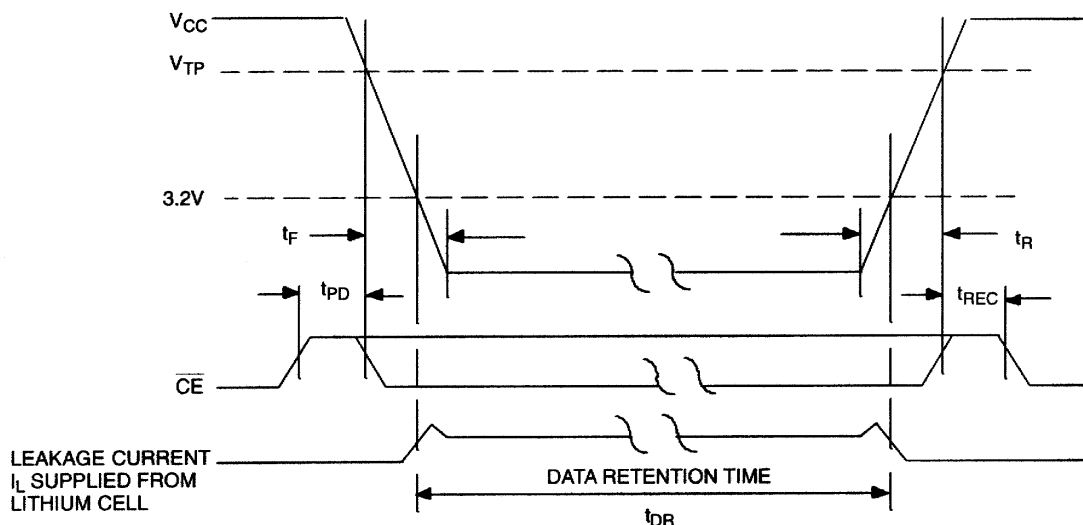 VCC
VTP
3.2V
tF
tR
tPD
tREC
CE
LEAKAGE CURRENT
IL SUPPLIED FROM
LITHIUM CELL
DATA RETENTION TIME
tDR